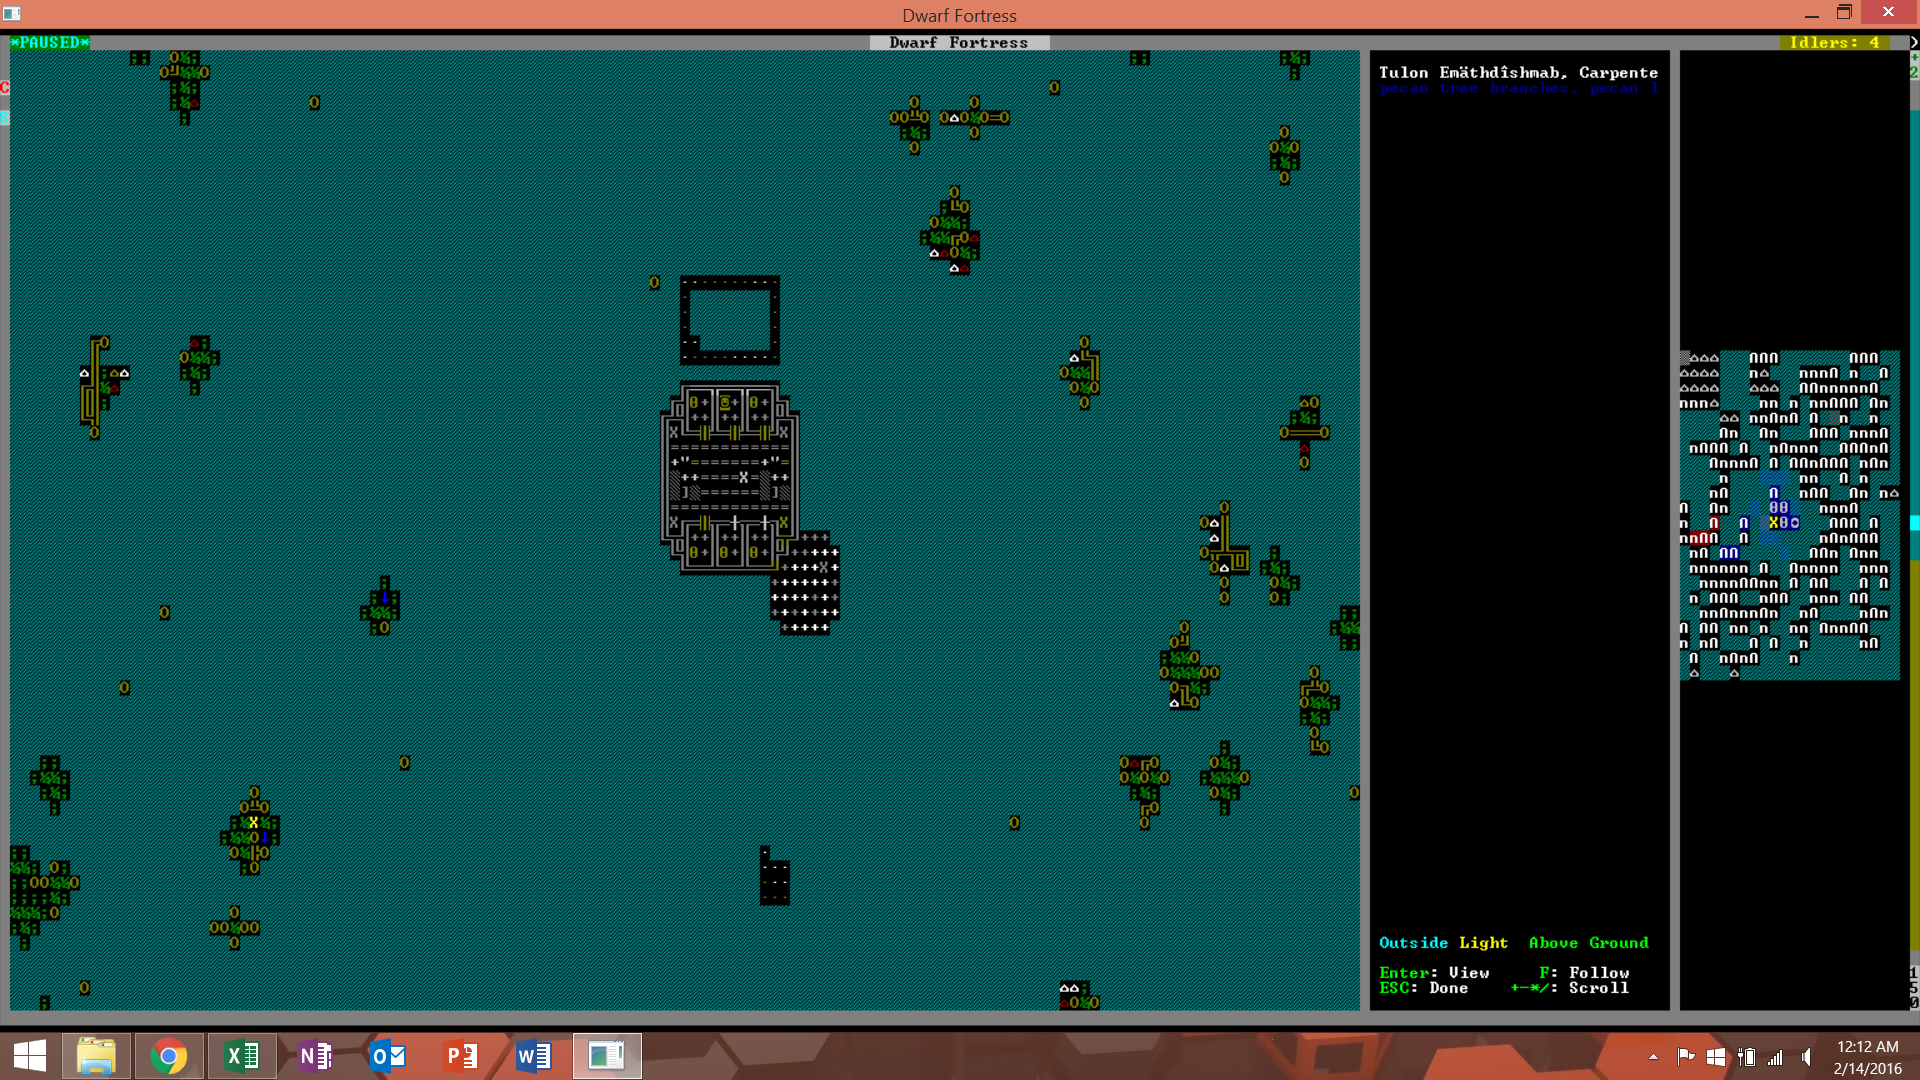 Dwarf Fortress
*PAUSED*
Dwarf Fortress
Idlers: 4
Tulon Emäthdîshmab, Carpente
pecan tree branches, pecan l
Outside Light Above Ground
Enter: View F: Follow
ESC: Done +-*/: Scroll
12:12 AM
2/14/2016